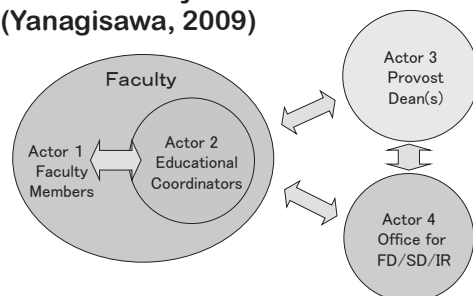 (Yanagisawa, 2009)
Faculty
Actor 1
Faculty
Members
Actor 2
Educational
Coordinators
Actor 3
Provost
Dean(s)
Actor 4
Office for
FD/SD/IR